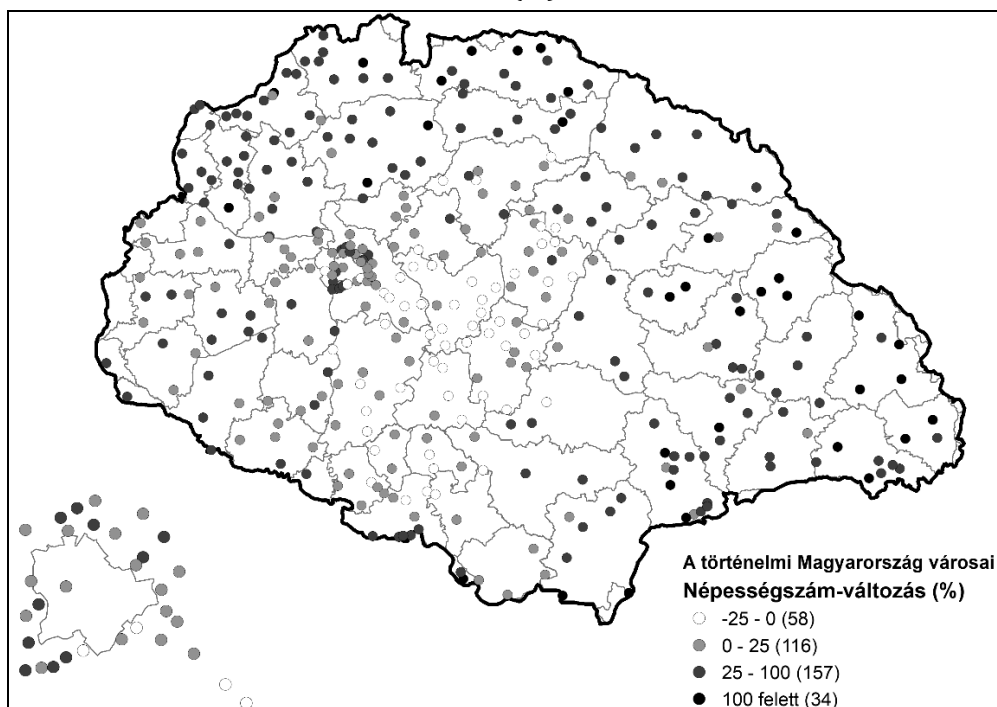 A történelmi Magyarország városai
Népességszám-változás (%)
-25 - 0 (58)
0 - 25 (116)
25 - 100 (157)
100 felett (34)